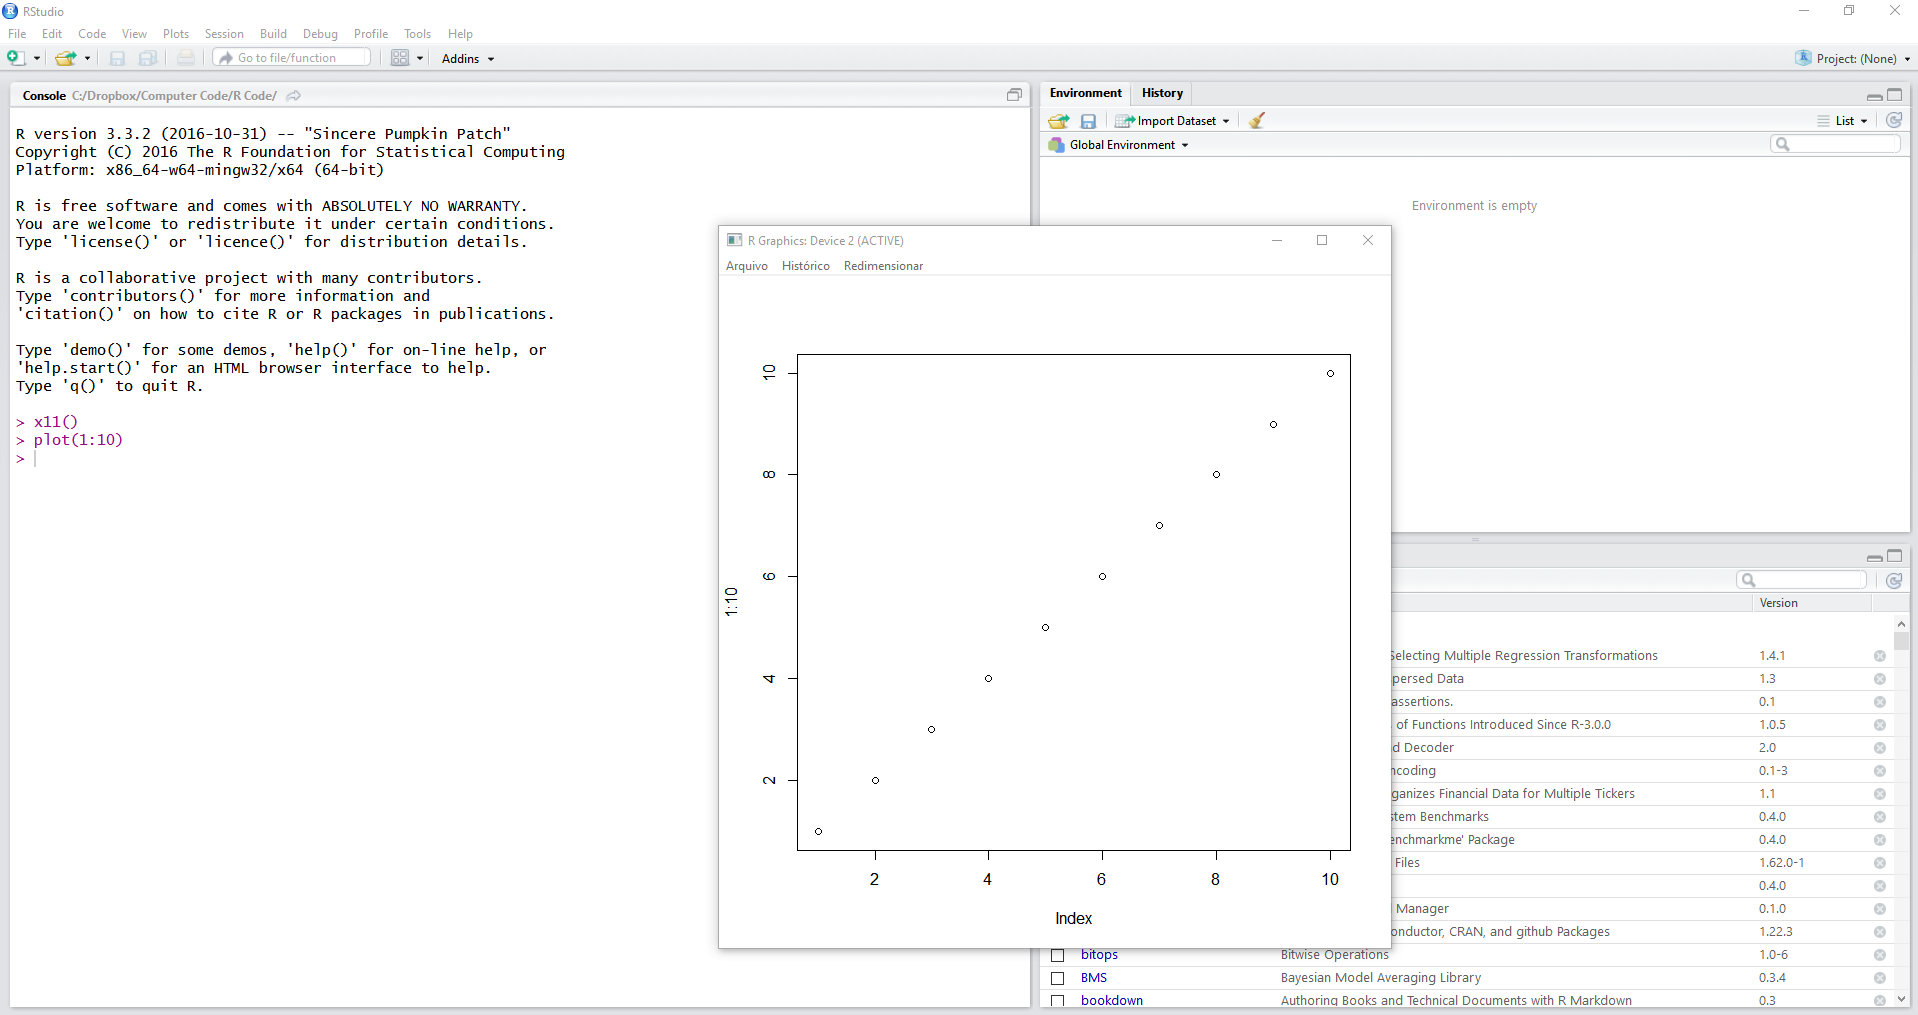 RStudio
File Edit Code View Plots Session Build Debug Profile Tools Help
Go to file/function Addins Project: (None)
Console C:/Dropbox/Computer Code/R Code/
R version 3.3.2 (2016-10-31) -- "Sincere Pumpkin Patch"
Copyright (C) 2016 The R Foundation for Statistical Computing
Platform: x86_64-w64-mingw32/x64 (64-bit)
R is free software and comes with ABSOLUTELY NO WARRANTY.
You are welcome to redistribute it under certain conditions.
Type 'license()' or 'licence()' for distribution details.
R is a collaborative project with many contributors.
Type 'contributors()' for more information and
'citation()' on how to cite R or R packages in publications.
Type 'demo()' for some demos, 'help()' for on-line help, or
'help.start()' for an HTML browser interface to help.
Type 'q()' to quit R.
> x11()
> plot(1:10)
>
Environment History
Import Dataset List
Global Environment
Environment is empty
R Graphics: Device 2 (ACTIVE)
Arquivo Histórico Redimensionar
10
8
6
4
2
1:10
2 4 6 8 10
Index
Version
Selecting Multiple Regression Transformations 1.4.1
persed Data 1.3
assertions. 0.1
of Functions Introduced Since R-3.0.0 1.0.5
d Decoder 2.0
ncoding 0.1-3
ganizes Financial Data for Multiple Tickers 1.1
stem Benchmarks 0.4.0
enchmarkme' Package 0.4.0
Files 1.62.0-1
0.4.0
Manager 0.1.0
onductor, CRAN, and github Packages 1.22.3
bitops Bitwise Operations 1.0-6
BMS Bayesian Model Averaging Library 0.3.4
bookdown Authoring Books and Technical Documents with R Markdown 0.3